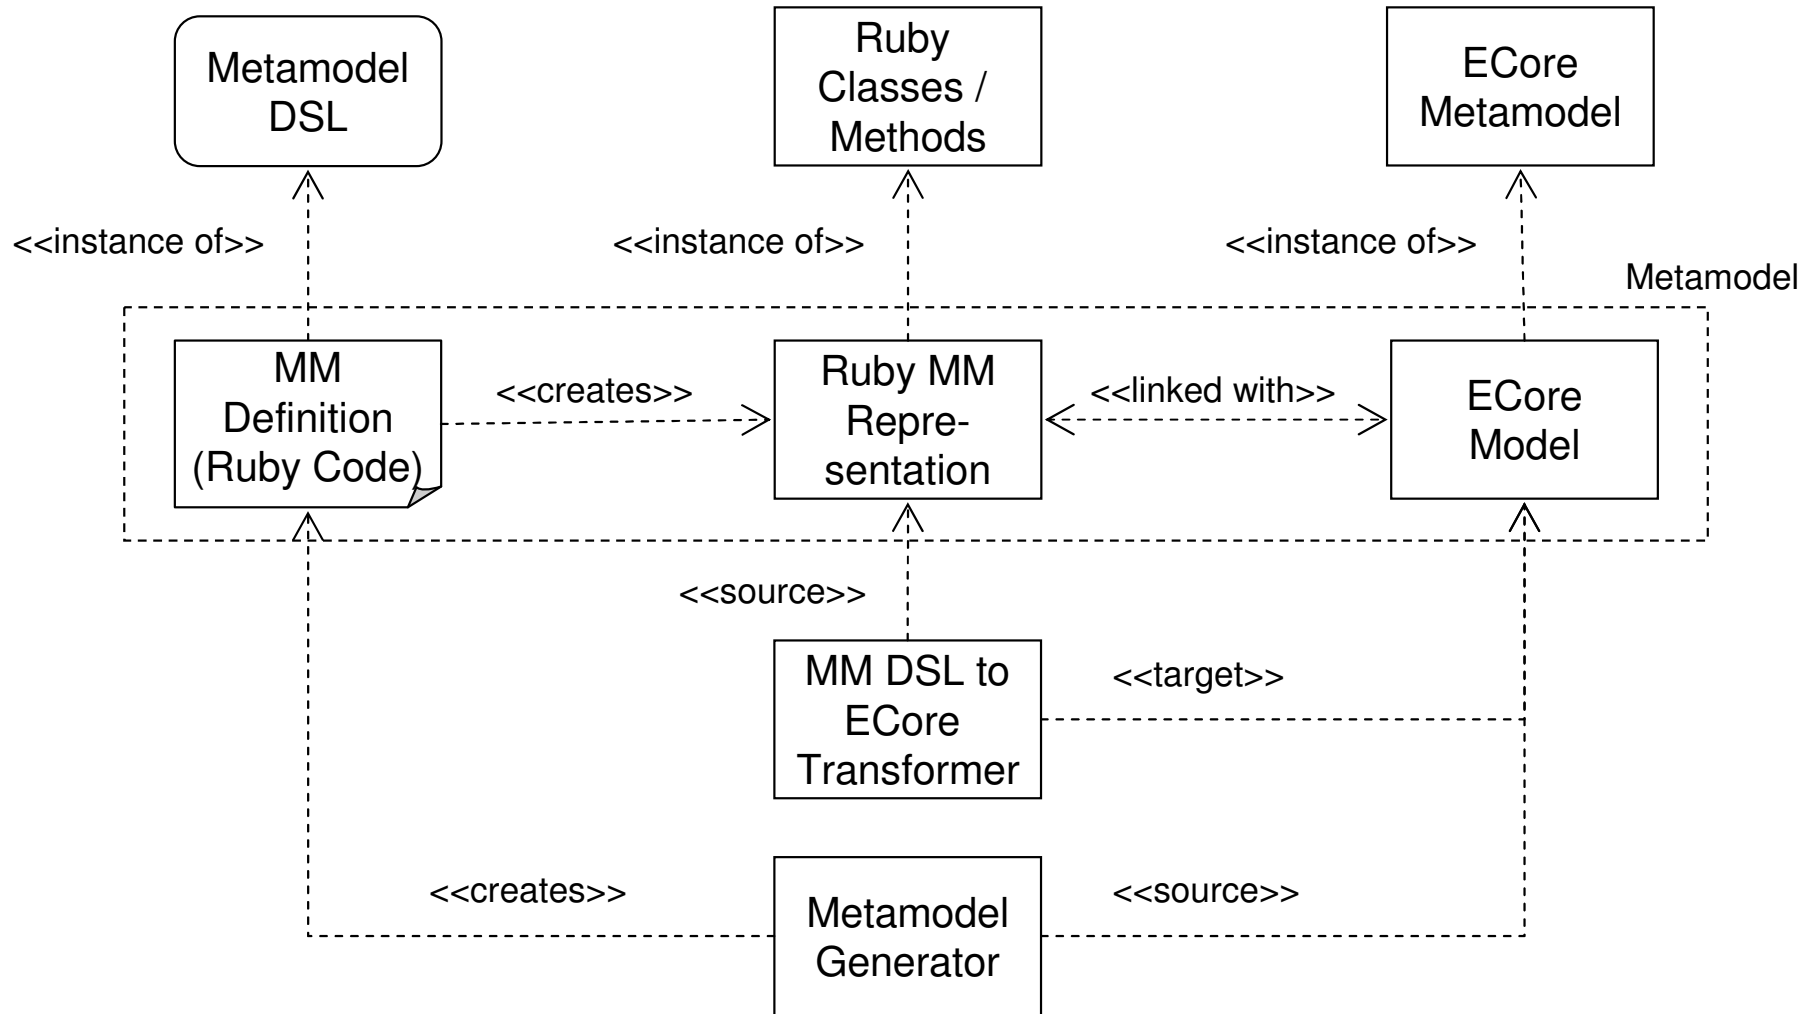 Metamodel
DSL
Ruby
Classes /
Methods
ECore
Metamodel
<<instance of>>
<<instance of>>
<<instance of>>
Metamodel
MM
Definition
(Ruby Code)
<<creates>>
Ruby MM
Repre-
sentation
<<linked with>>
ECore
Model
<<source>>
MM DSL to
ECore
Transformer
<<target>>
<<creates>>
Metamodel
Generator
<<source>>